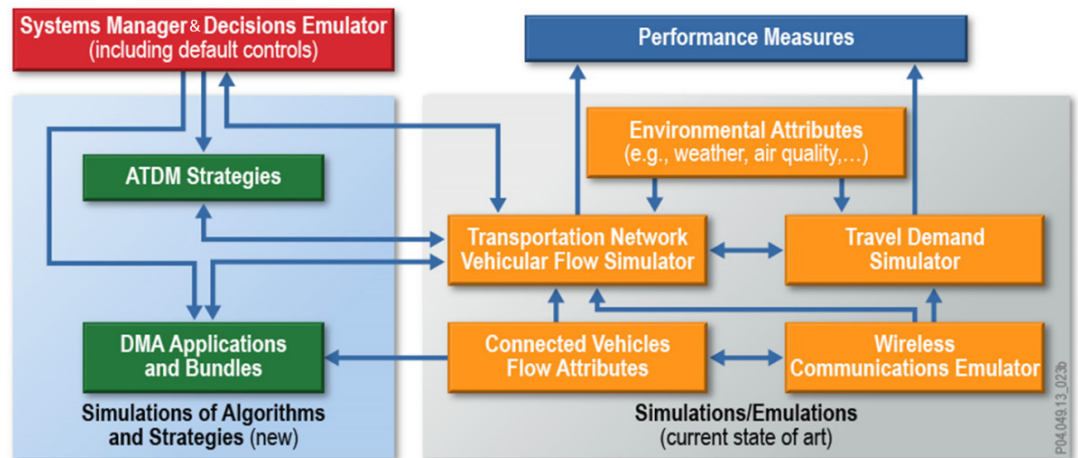 Systems Manager & Decisions Emulator
(including default controls)
Performance Measures
Environmental Attributes
(e.g., weather, air quality,...)
ATDM Strategies
Transportation Network
Vehicular Flow Simulator
Travel Demand
Simulator
DMA Applications
and Bundles
Connected Vehicles
Flow Attributes
Wireless
Communications Emulator
Simulations of Algorithms
and Strategies (new)
Simulations/Emulations
(current state of art)
P04.049.13_023b